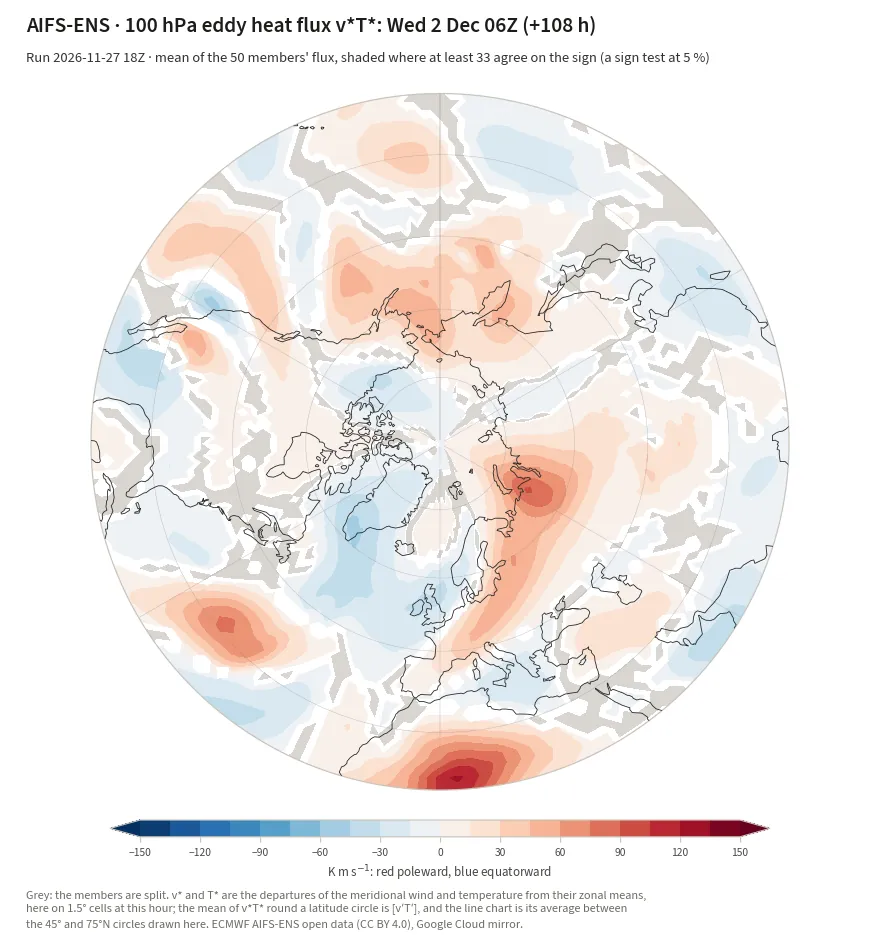 AIFS-ENS · 100 hPa eddy heat flux v*T*: Wed 2 Dec 06Z (+108 h)
Run 2026-11-27 18Z · mean of the 50 members' flux, shaded where at least 33 agree on the sign (a sign test at 5 %)
−150 −120 −90 −60 −30 0 30 60 90 120 150
K m s⁻¹: red poleward, blue equatorward
Grey: the members are split. v* and T* are the departures of the meridional wind and temperature from their zonal means,
here on 1.5° cells at this hour; the mean of v*T* round a latitude circle is [v′T′], and the line chart is its average between
the 45° and 75°N circles drawn here. ECMWF AIFS-ENS open data (CC BY 4.0), Google Cloud mirror.